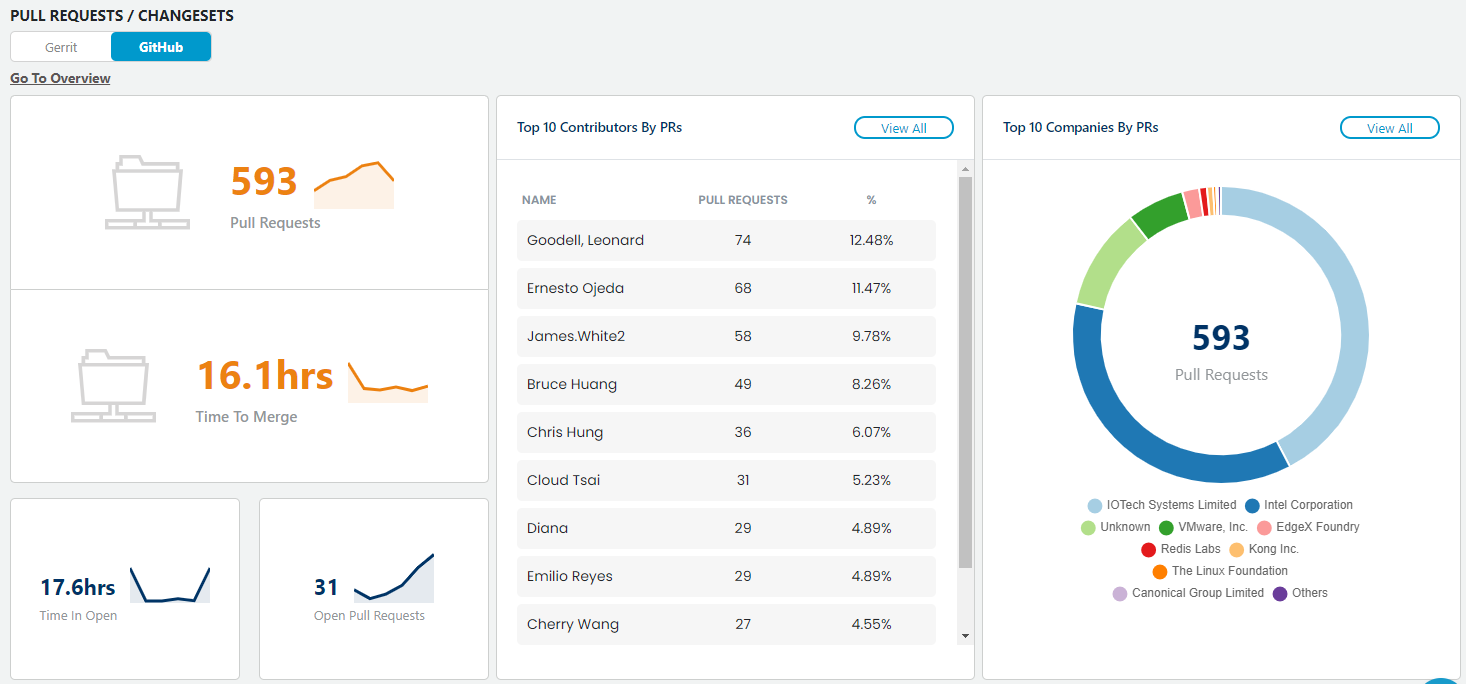 PULL REQUESTS / CHANGESETS
Gerrit GitHub
Go To Overview
593
Pull Requests
16.1hrs
Time To Merge
17.6hrs
Time In Open
31
Open Pull Requests
Top 10 Contributors By PRs View All
NAME PULL REQUESTS %
Goodell, Leonard 74 12.48%
Ernesto Ojeda 68 11.47%
James.White2 58 9.78%
Bruce Huang 49 8.26%
Chris Hung 36 6.07%
Cloud Tsai 31 5.23%
Diana 29 4.89%
Emilio Reyes 29 4.89%
Cherry Wang 27 4.55%
Top 10 Companies By PRs View All
593
Pull Requests
IOTech Systems Limited Intel Corporation
Unknown VMware, Inc. EdgeX Foundry
Redis Labs Kong Inc.
The Linux Foundation
Canonical Group Limited Others